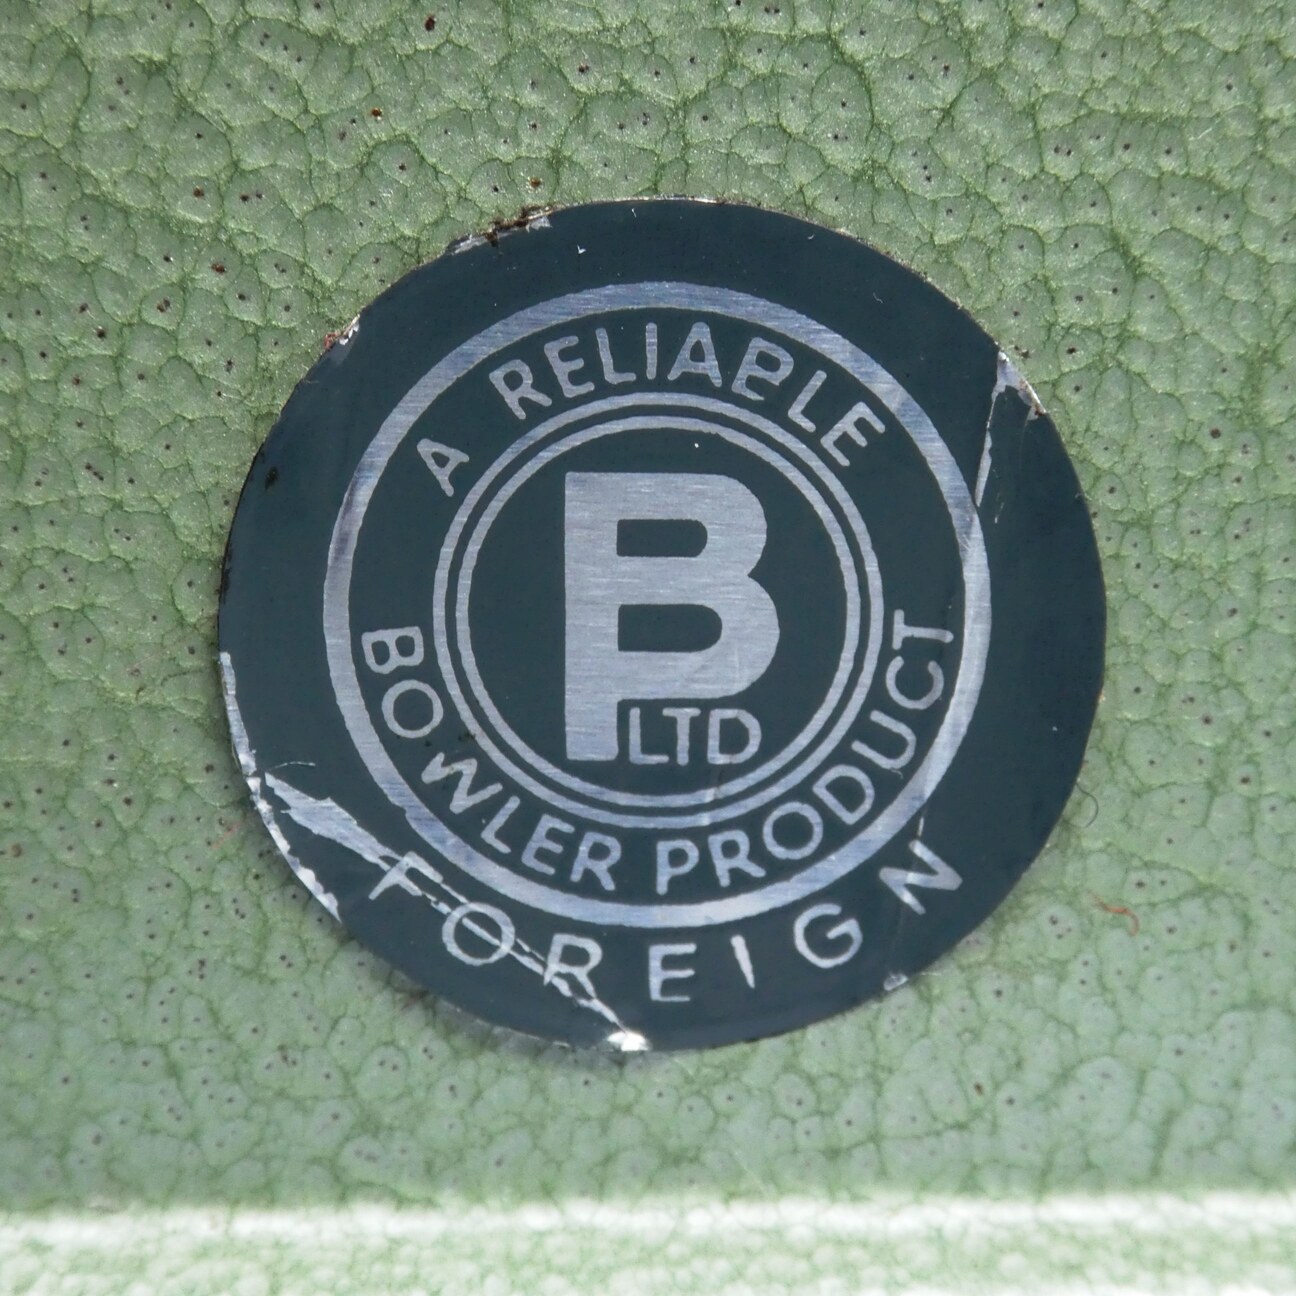 A RELIABLE
B
LTD
BOWLER PRODUCT
FOREIGN